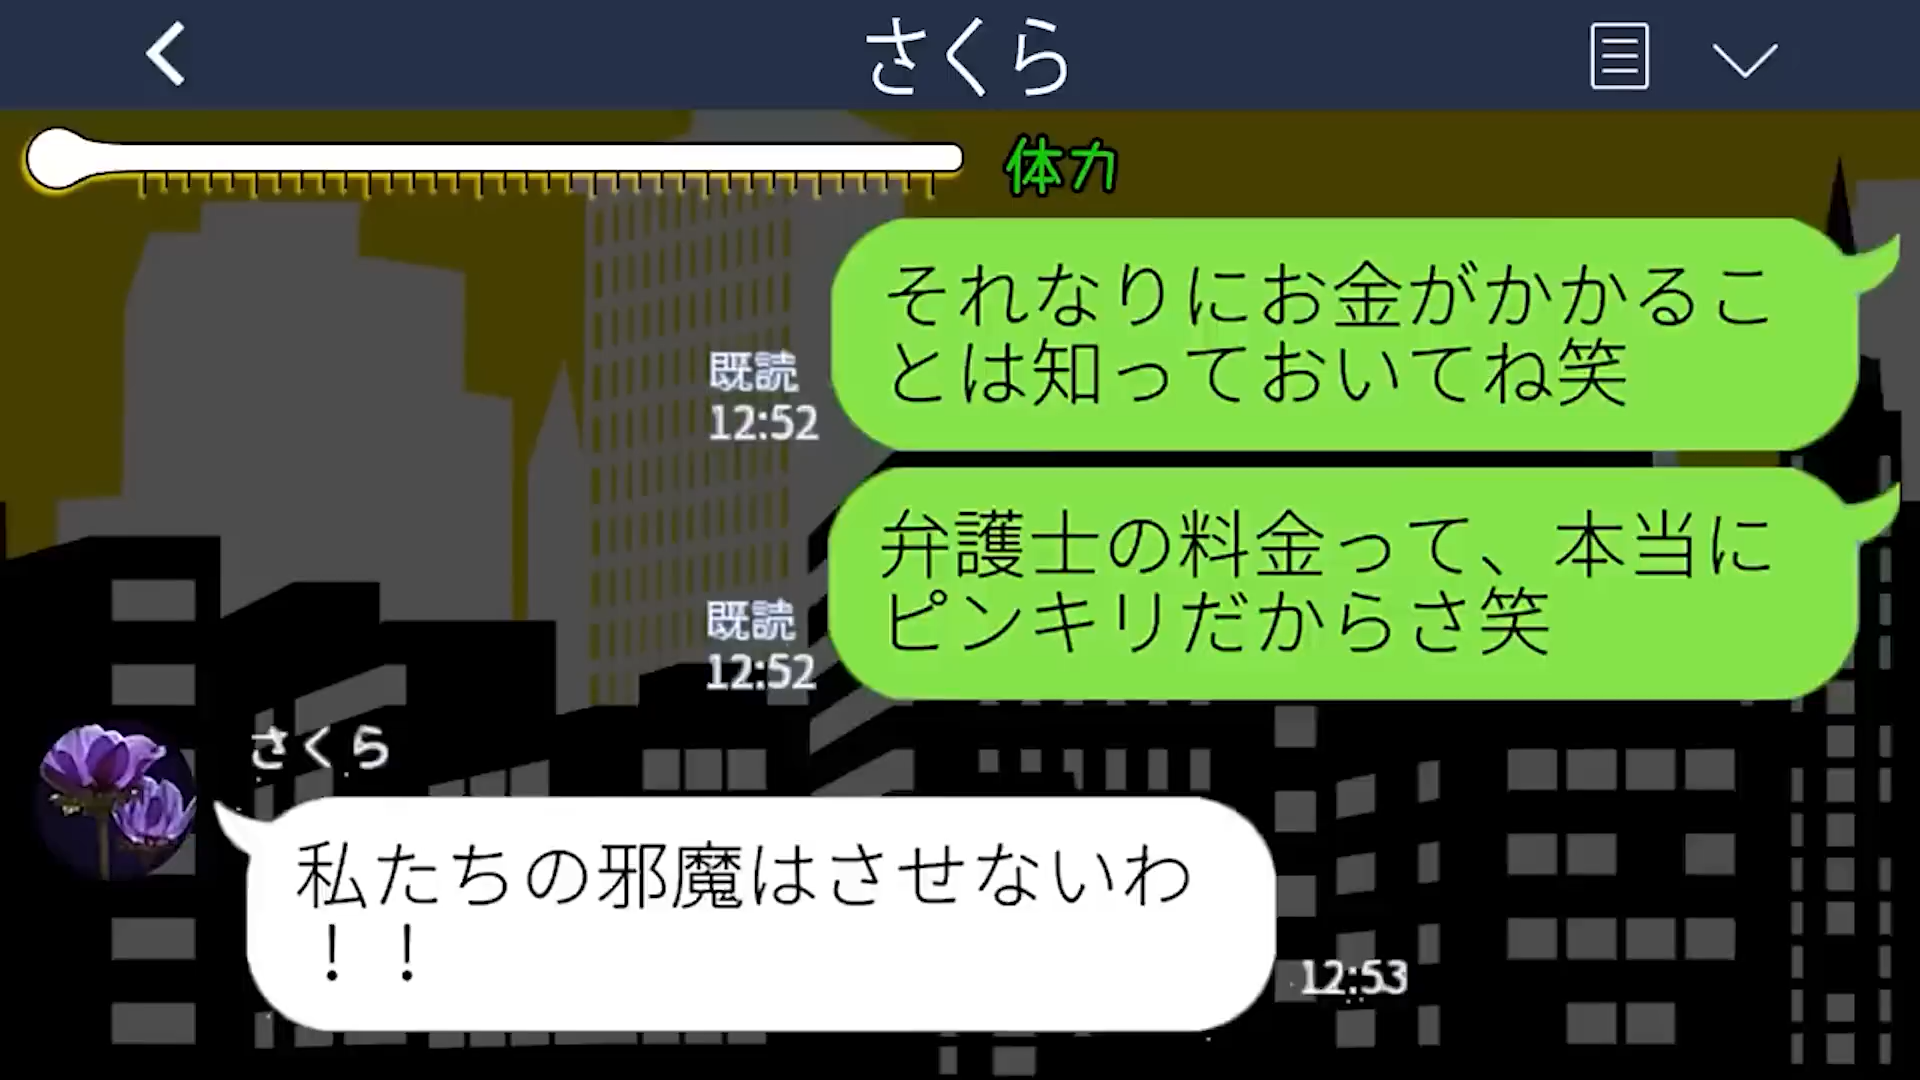 さくら
体力
それなりにお金がかかるこ
とは知っておいてね笑
既読
12:52
弁護士の料金って、本当に
ピンキリだからさ笑
既読
12:52
さくら
私たちの邪魔はさせないわ
！！
12:53